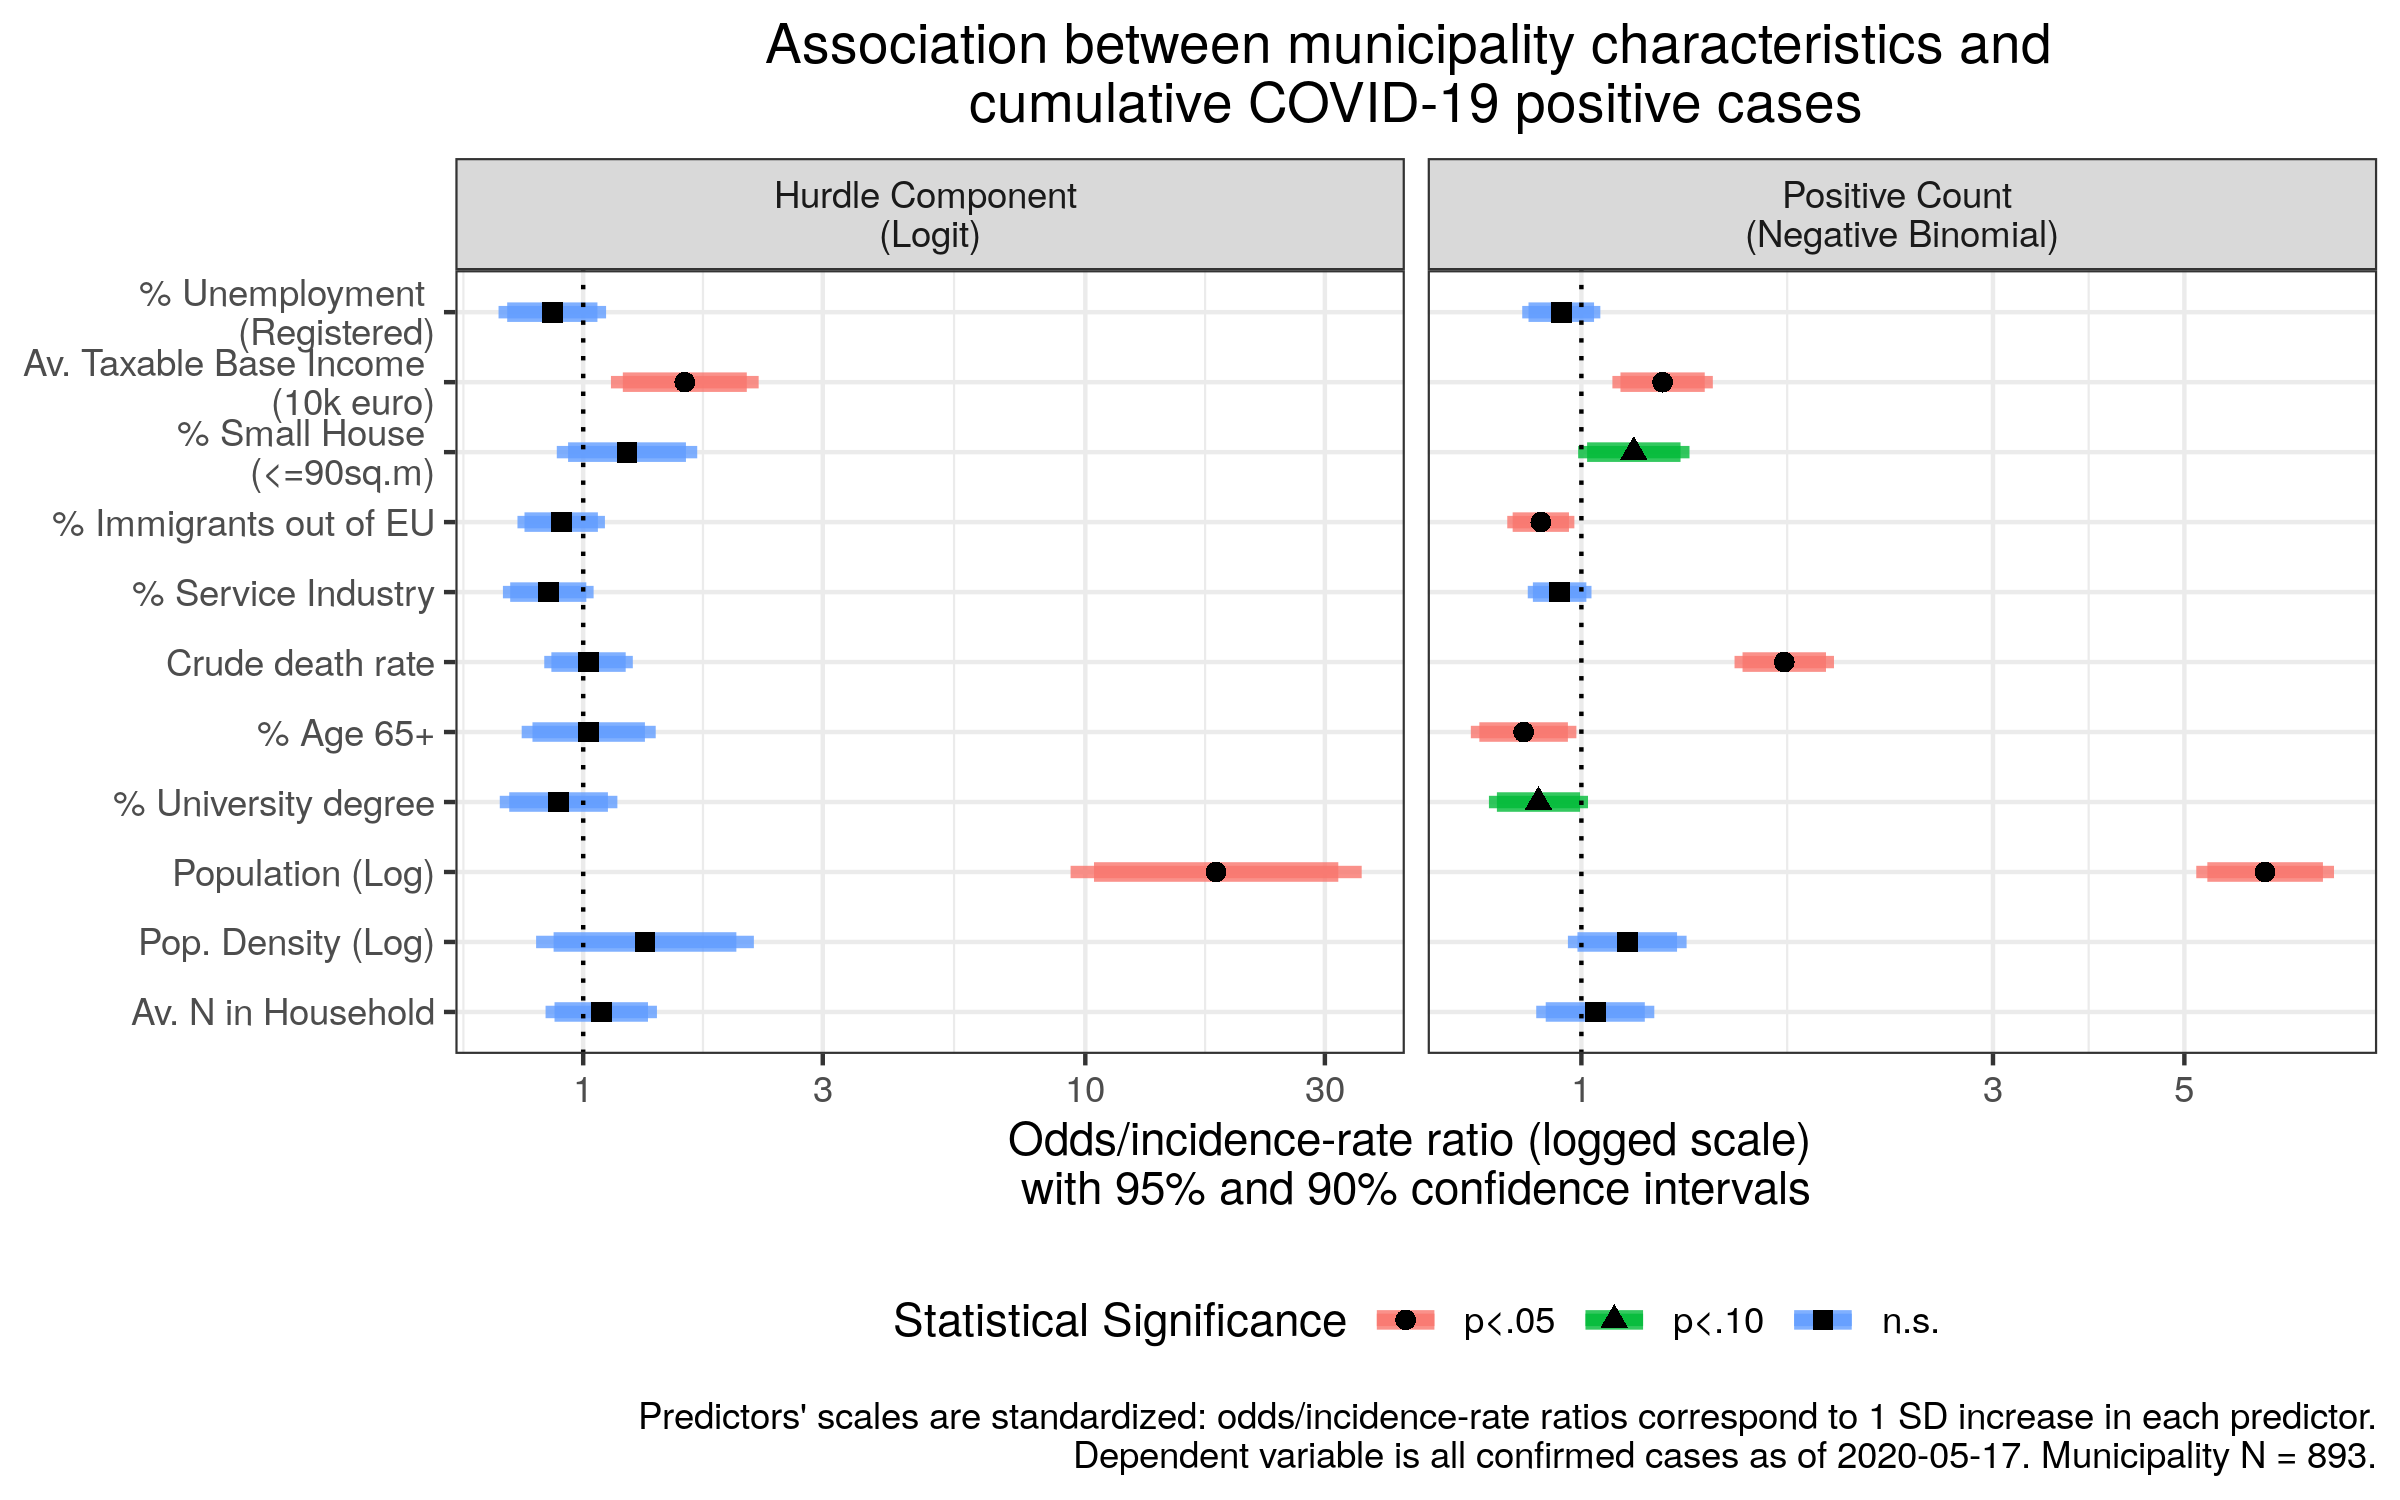 Association between municipality characteristics and
cumulative COVID-19 positive cases
Hurdle Component
(Logit)
Positive Count
(Negative Binomial)
% Unemployment
(Registered)
Av. Taxable Base Income
(10k euro)
% Small House
(<=90sq.m)
% Immigrants out of EU
% Service Industry
Crude death rate
% Age 65+
% University degree
Population (Log)
Pop. Density (Log)
Av. N in Household
1 3 10 30
1 3 5
Odds/incidence-rate ratio (logged scale)
with 95% and 90% confidence intervals
Statistical Significance p<.05 p<.10 n.s.
Predictors' scales are standardized: odds/incidence-rate ratios correspond to 1 SD increase in each predictor.
Dependent variable is all confirmed cases as of 2020-05-17. Municipality N = 893.